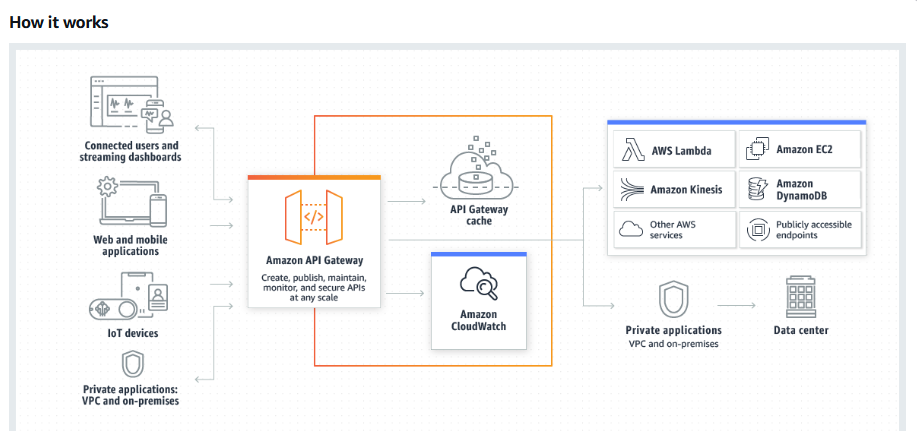 How it works
Connected users and
streaming dashboards
Web and mobile
applications
IoT devices
Private applications:
VPC and on-premises
</>
Amazon API Gateway
Create, publish, maintain,
monitor, and secure APIs
at any scale
API Gateway
cache
Amazon
CloudWatch
AWS Lambda
Amazon EC2
Amazon Kinesis
Amazon
DynamoDB
Other AWS
services
Publicly accessible
endpoints
Private applications
VPC and on-premises
Data center